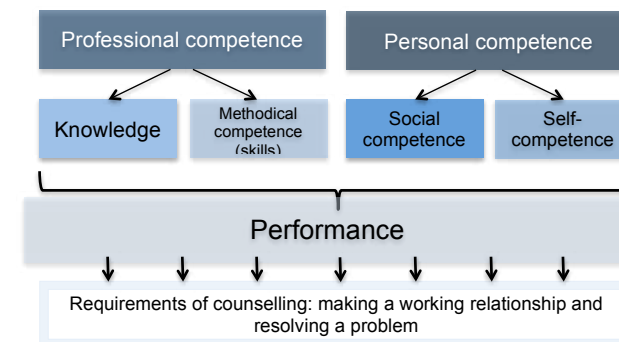 Professional competence
Personal competence
Knowledge
Methodical
competence
(skills)
Social
competence
Self-
competence
Performance
Requirements of counselling: making a working relationship and
resolving a problem